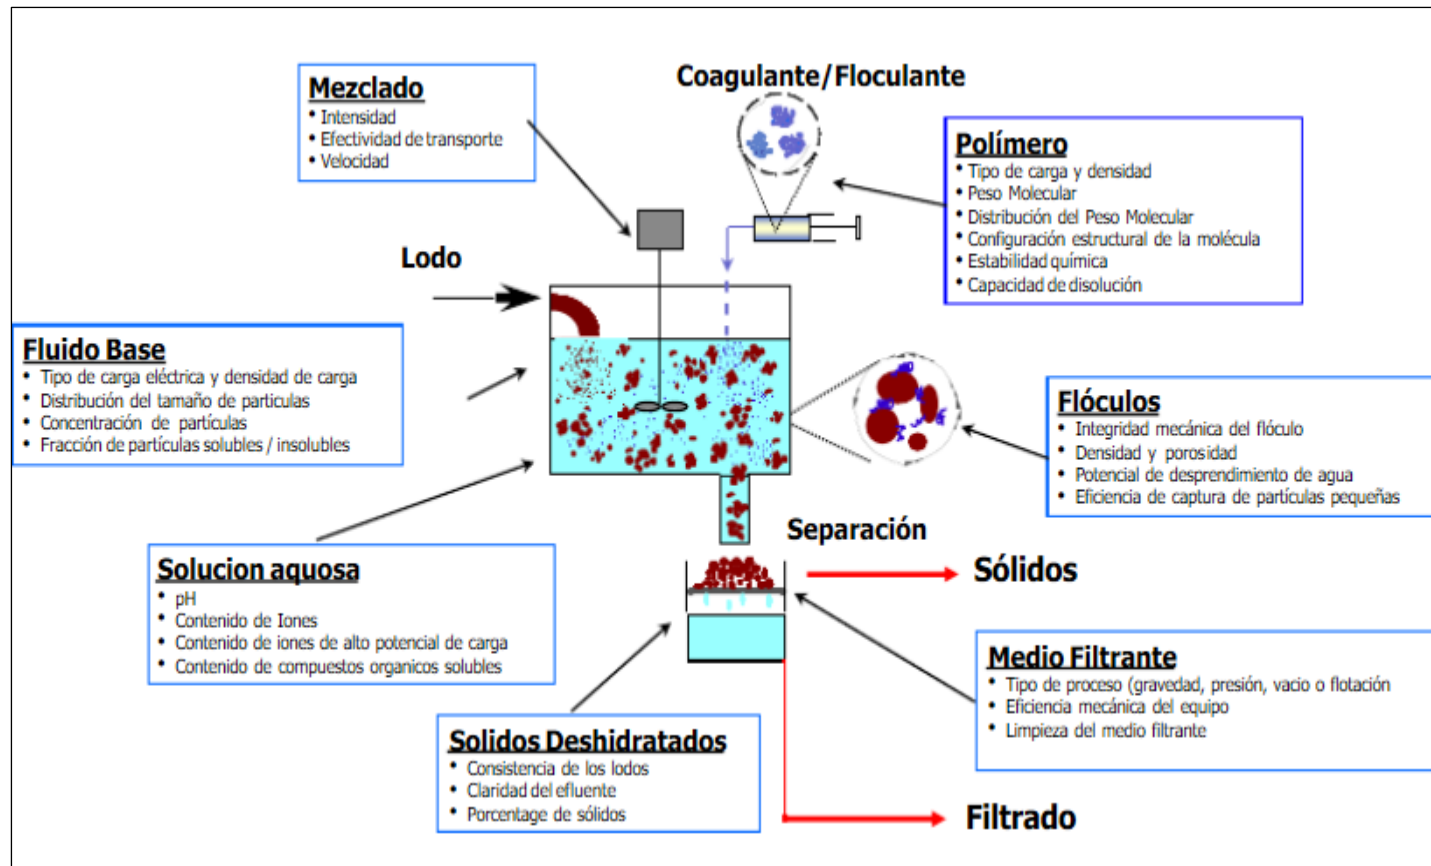 Mezclado
• Intensidad
• Efectividad de transporte
• Velocidad
Coagulante/Floculante
Polímero
• Tipo de carga y densidad
• Peso Molecular
• Distribución del Peso Molecular
• Configuración estructural de la molécula
• Estabilidad química
• Capacidad de disolución
Lodo
Fluido Base
• Tipo de carga eléctrica y densidad de carga
• Distribución del tamaño de particulas
• Concentración de partículas
• Fracción de partículas solubles / insolubles
Flóculos
• Integridad mecánica del flóculo
• Densidad y porosidad
• Potencial de desprendimiento de agua
• Eficiencia de captura de partículas pequeñas
Separación
Solucion aquosa
• pH
• Contenido de Iones
• Contenido de iones de alto potencial de carga
• Contenido de compuestos organicos solubles
Sólidos
Medio Filtrante
• Tipo de proceso (gravedad, presión, vacio o flotación
• Eficiencia mecánica del equipo
• Limpieza del medio filtrante
Solidos Deshidratados
• Consistencia de los lodos
• Claridad del efluente
• Porcentage de sólidos
Filtrado